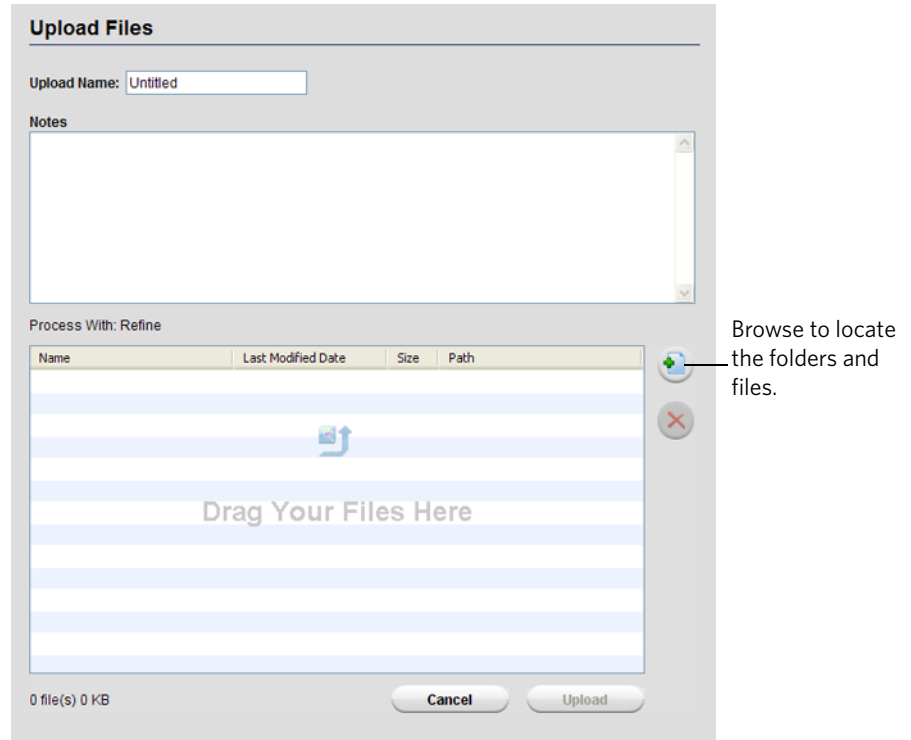 Upload Files
Upload Name: Untitled
Notes
Process With: Refine
Name Last Modified Date Size Path
Drag Your Files Here
0 file(s) 0 KB
Cancel Upload
Browse to locate
the folders and
files.